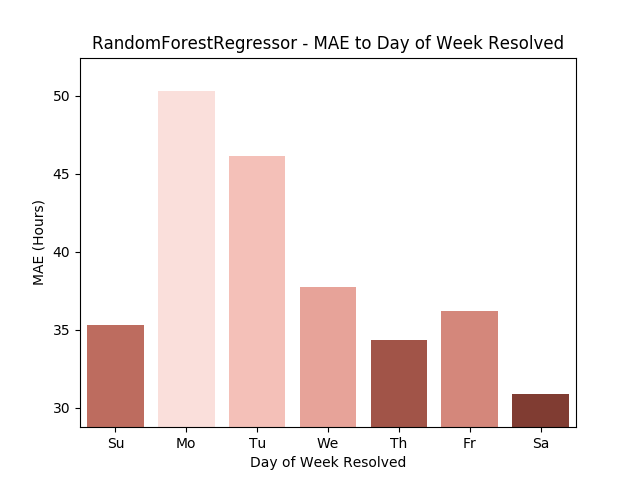 RandomForestRegressor - MAE to Day of Week Resolved
50
45
40
35
30
MAE (Hours)
Su Mo Tu We Th Fr Sa
Day of Week Resolved